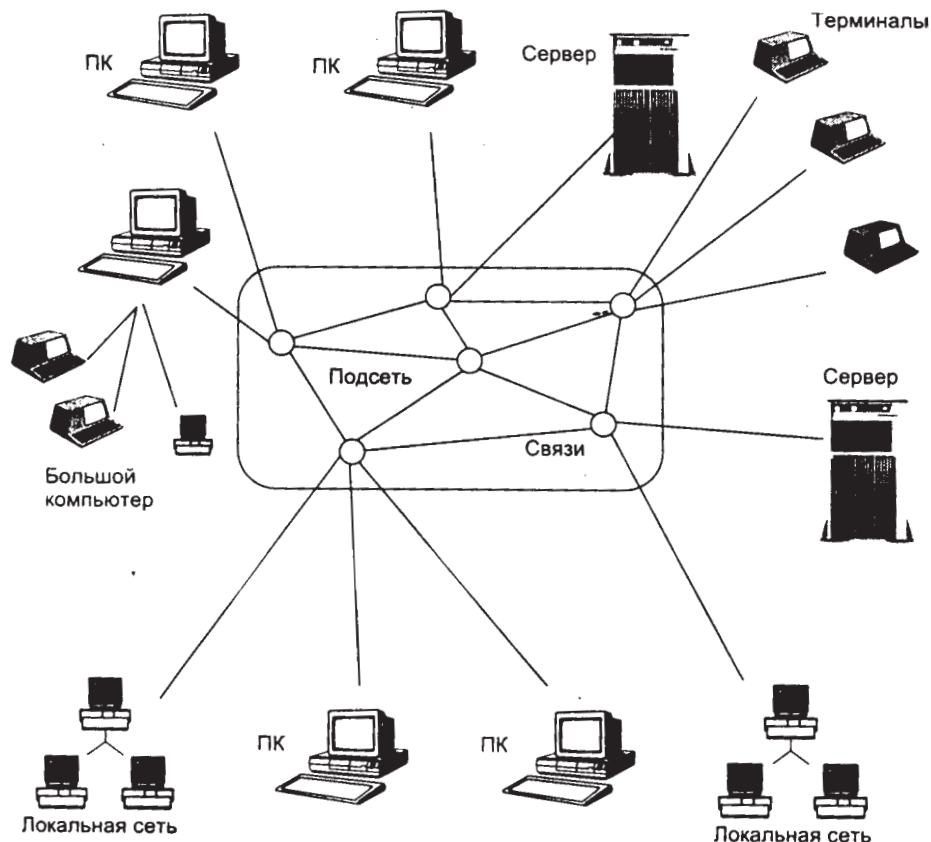 Терминалы
ПК
ПК
Сервер
Подсеть
Сервер
Связи
Большой
компьютер
ПК
ПК
Локальная сеть
Локальная сеть